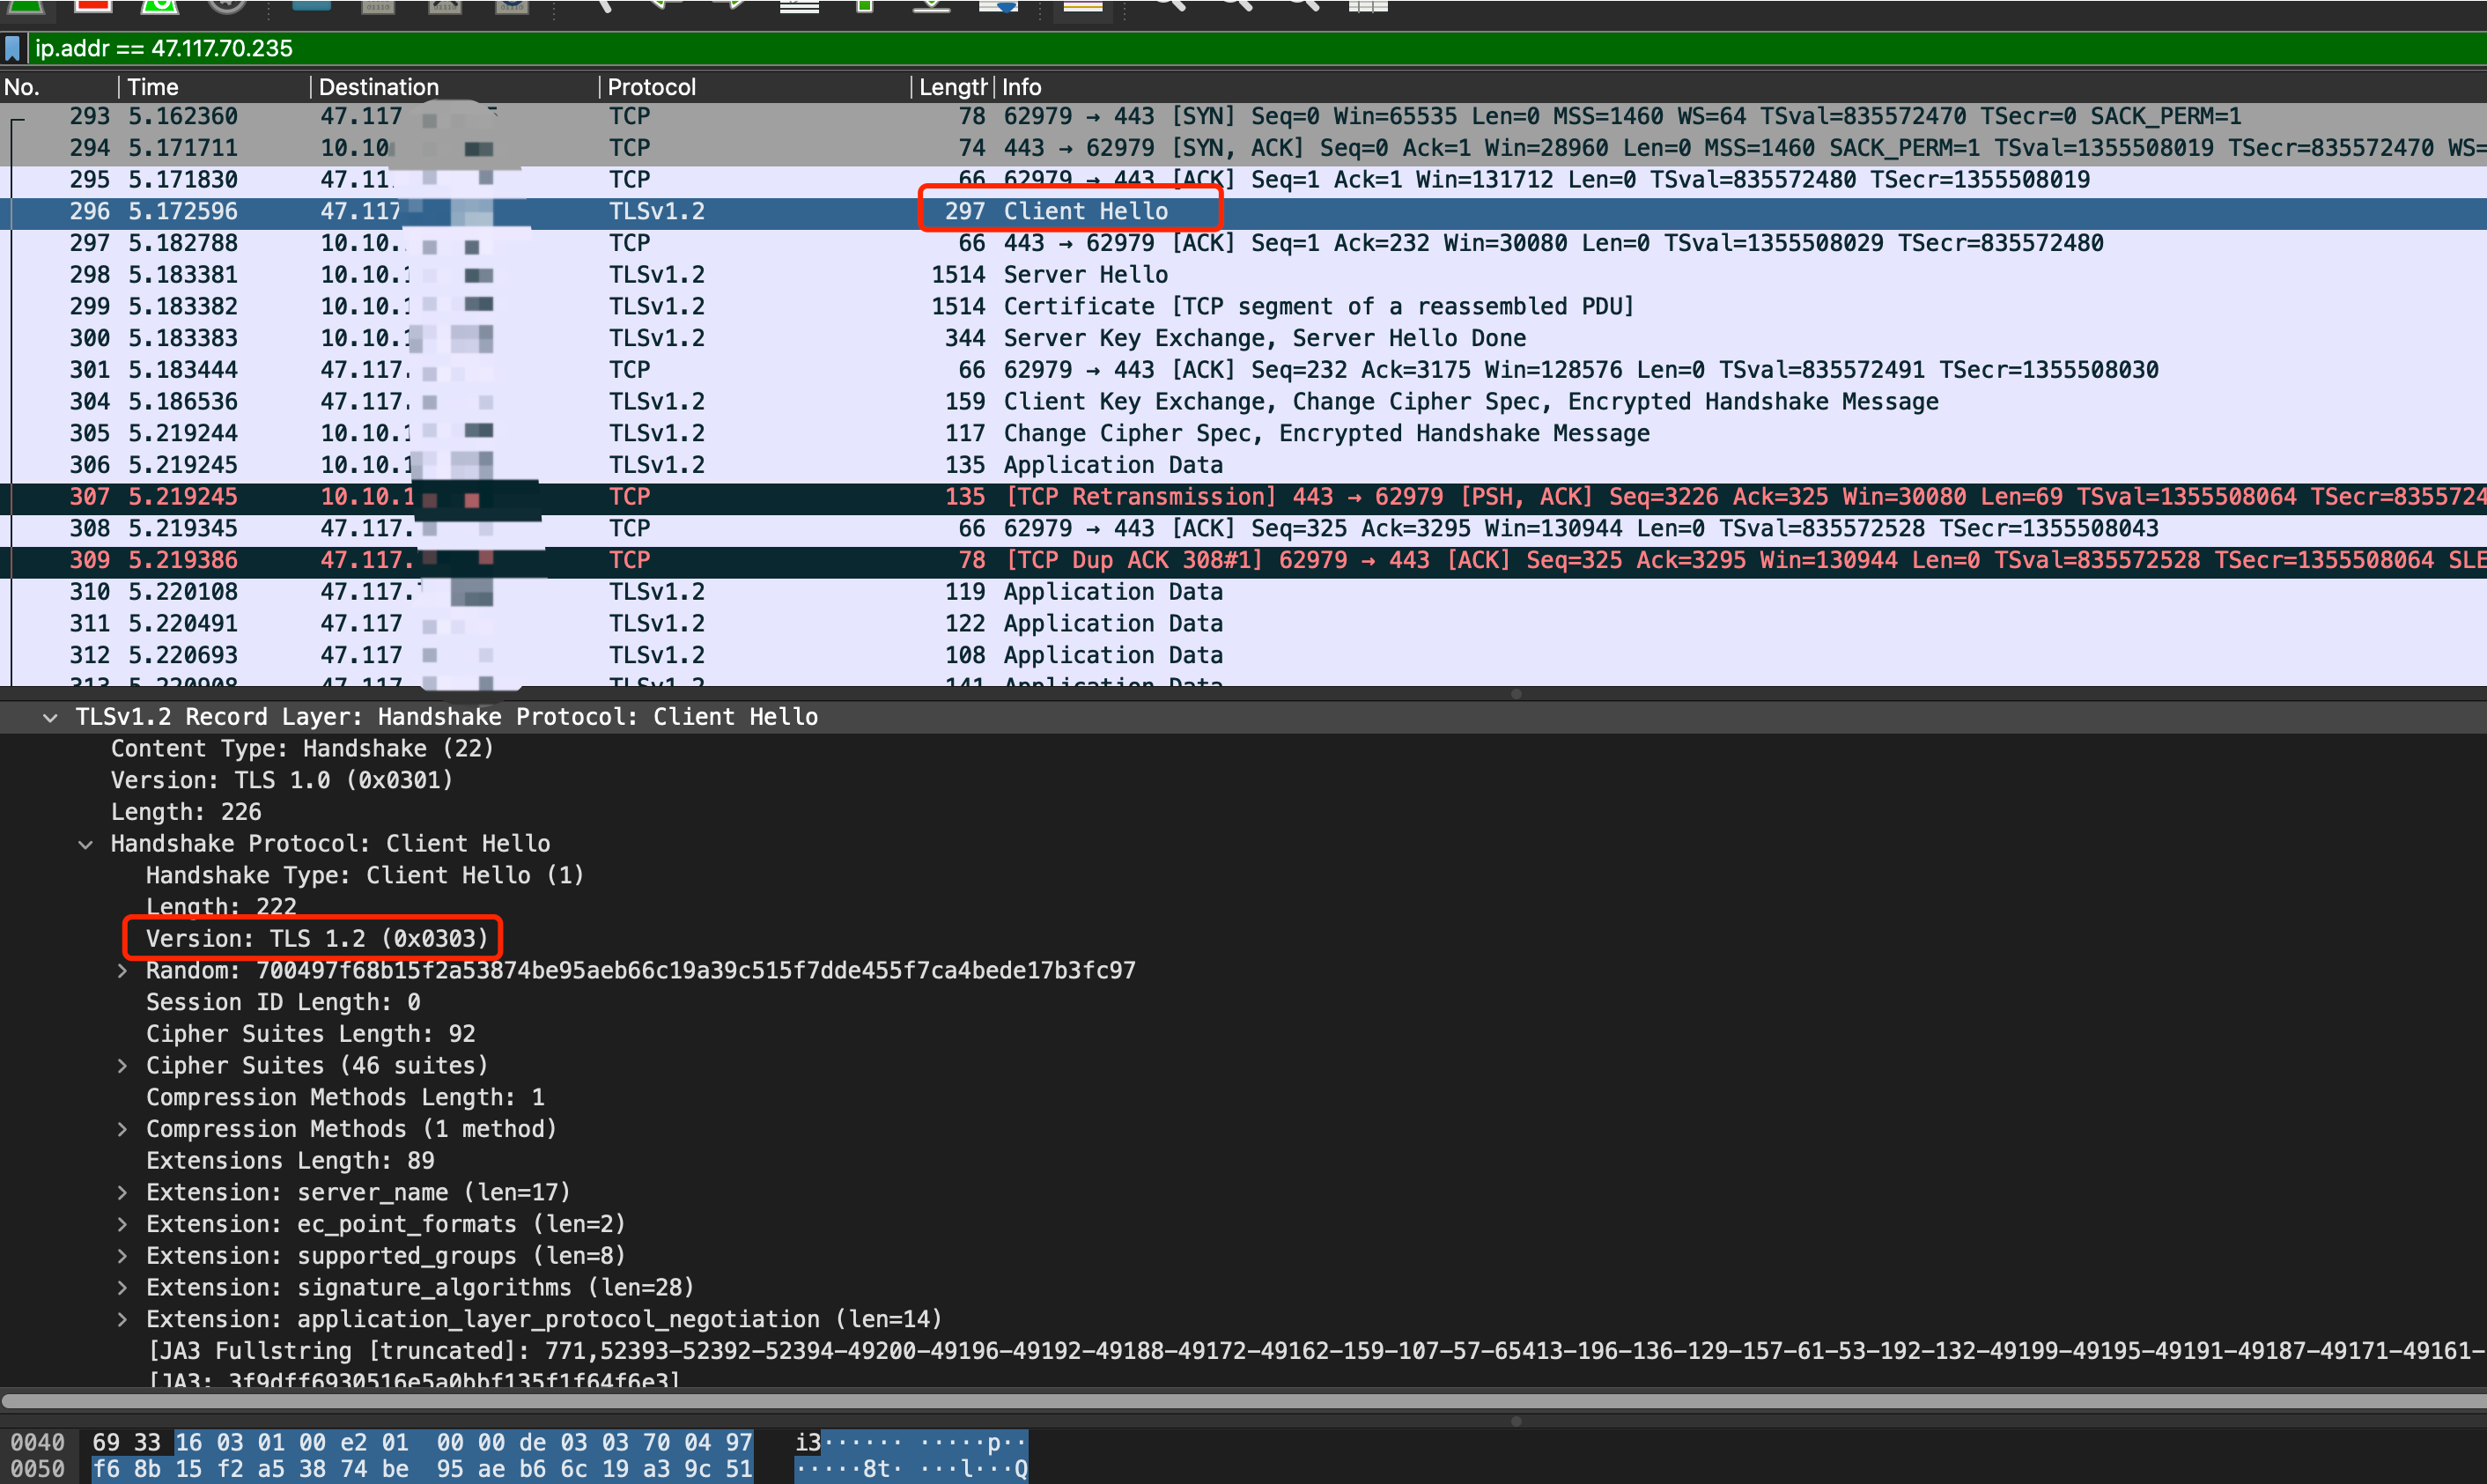 ip.addr == 47.117.70.235
No. Time Destination Protocol Length Info
293 5.162360 47.117 TCP 78 62979 → 443 [SYN] Seq=0 Win=65535 Len=0 MSS=1460 WS=64 TSval=835572470 TSecr=0 SACK_PERM=1
294 5.171711 10.10 TCP 74 443 → 62979 [SYN, ACK] Seq=0 Ack=1 Win=28960 Len=0 MSS=1460 SACK_PERM=1 TSval=1355508019 TSecr=835572470 WS=
295 5.171830 47.11 TCP 66 62979 → 443 [ACK] Seq=1 Ack=1 Win=131712 Len=0 TSval=835572480 TSecr=1355508019
296 5.172596 47.117 TLSv1.2 297 Client Hello
297 5.182788 10.10. TCP 66 443 → 62979 [ACK] Seq=1 Ack=232 Win=30080 Len=0 TSval=1355508029 TSecr=835572480
298 5.183381 10.10.1 TLSv1.2 1514 Server Hello
299 5.183382 10.10.1 TLSv1.2 1514 Certificate [TCP segment of a reassembled PDU]
300 5.183383 10.10.1 TLSv1.2 344 Server Key Exchange, Server Hello Done
301 5.183444 47.117. TCP 66 62979 → 443 [ACK] Seq=232 Ack=3175 Win=128576 Len=0 TSval=835572491 TSecr=1355508030
304 5.186536 47.117. TLSv1.2 159 Client Key Exchange, Change Cipher Spec, Encrypted Handshake Message
305 5.219244 10.10.1 TLSv1.2 117 Change Cipher Spec, Encrypted Handshake Message
306 5.219245 10.10.1 TLSv1.2 135 Application Data
307 5.219245 10.10.1 TCP 135 [TCP Retransmission] 443 → 62979 [PSH, ACK] Seq=3226 Ack=325 Win=30080 Len=69 TSval=1355508064 TSecr=8355724
308 5.219345 47.117. TCP 66 62979 → 443 [ACK] Seq=325 Ack=3295 Win=130944 Len=0 TSval=835572528 TSecr=1355508043
309 5.219386 47.117. TCP 78 [TCP Dup ACK 308#1] 62979 → 443 [ACK] Seq=325 Ack=3295 Win=130944 Len=0 TSval=835572528 TSecr=1355508064 SLE
310 5.220108 47.117. TLSv1.2 119 Application Data
311 5.220491 47.117 TLSv1.2 122 Application Data
312 5.220693 47.117 TLSv1.2 108 Application Data
313 5.220908 47.117 TLSv1.2 141 Application Data
TLSv1.2 Record Layer: Handshake Protocol: Client Hello
Content Type: Handshake (22)
Version: TLS 1.0 (0x0301)
Length: 226
Handshake Protocol: Client Hello
Handshake Type: Client Hello (1)
Length: 222
Version: TLS 1.2 (0x0303)
Random: 700497f68b15f2a53874be95aeb66c19a39c515f7dde455f7ca4bede17b3fc97
Session ID Length: 0
Cipher Suites Length: 92
Cipher Suites (46 suites)
Compression Methods Length: 1
Compression Methods (1 method)
Extensions Length: 89
Extension: server_name (len=17)
Extension: ec_point_formats (len=2)
Extension: supported_groups (len=8)
Extension: signature_algorithms (len=28)
Extension: application_layer_protocol_negotiation (len=14)
[JA3 Fullstring [truncated]: 771,52393-52392-52394-49200-49196-49192-49188-49172-49162-159-107-57-65413-196-136-129-157-61-53-192-132-49199-49195-49191-49187-49171-49161-
[JA3: 3f9dff6930516e5a0bbf135f1f64f6e3]
0040 69 33 16 03 01 00 e2 01 00 00 de 03 03 70 04 97 i3······ ·····p··
0050 f6 8b 15 f2 a5 38 74 be 95 ae b6 6c 19 a3 9c 51 ·····8t· ···l···Q